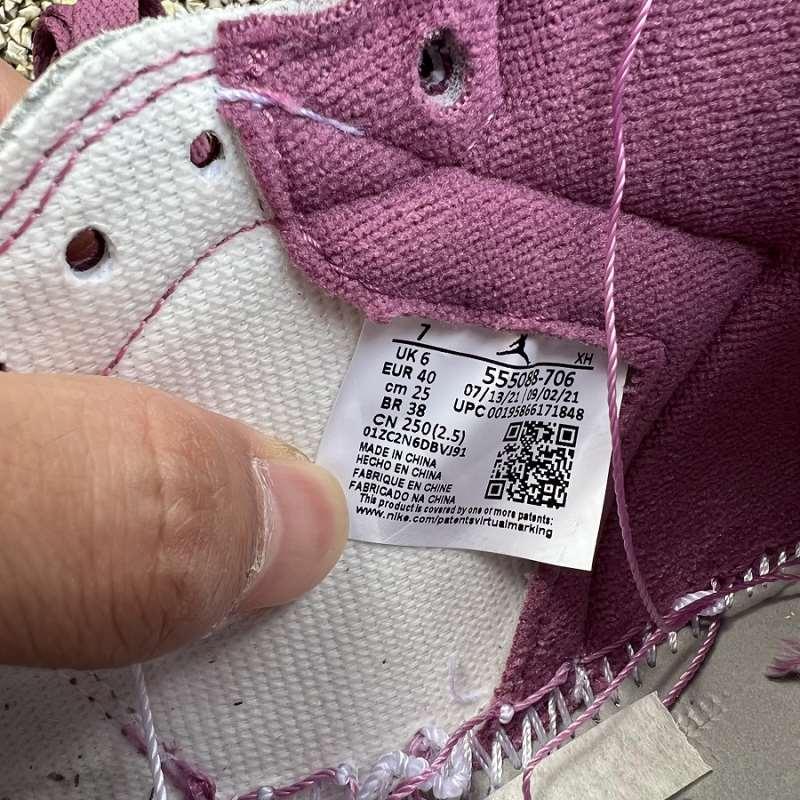 7
XH
UK 6
EUR 40
cm 25
BR 38
CN 250(2.5)
01ZC2N6DBVJ91
555088-706
07/13/21 09/02/21
UPC 00195866171848
MADE IN CHINA
HECHO EN CHINA
FABRIQUE EN CHINE
FABRICADO NA CHINA
This product is covered by one or more patents:
www.nike.com/patentsvirtualmarking